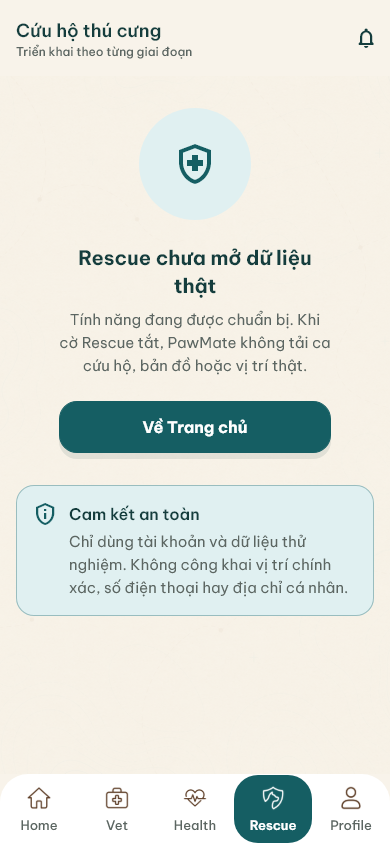 Cứu hộ thú cưng
Triển khai theo từng giai đoạn
Rescue chưa mở dữ liệu
thật
Tính năng đang được chuẩn bị. Khi
cờ Rescue tắt, PawMate không tải ca
cứu hộ, bản đồ hoặc vị trí thật.
Về Trang chủ
Cam kết an toàn
Chỉ dùng tài khoản và dữ liệu thử
nghiệm. Không công khai vị trí chính
xác, số điện thoại hay địa chỉ cá nhân.
Home
Vet
Health
Rescue
Profile